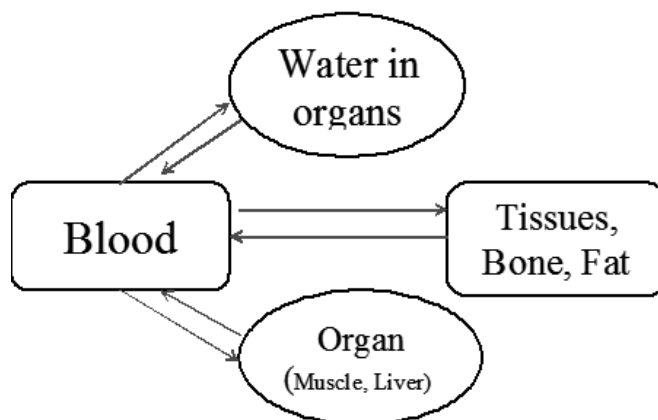 Water in
organs
Blood
Tissues,
Bone, Fat
Organ
(Muscle, Liver)